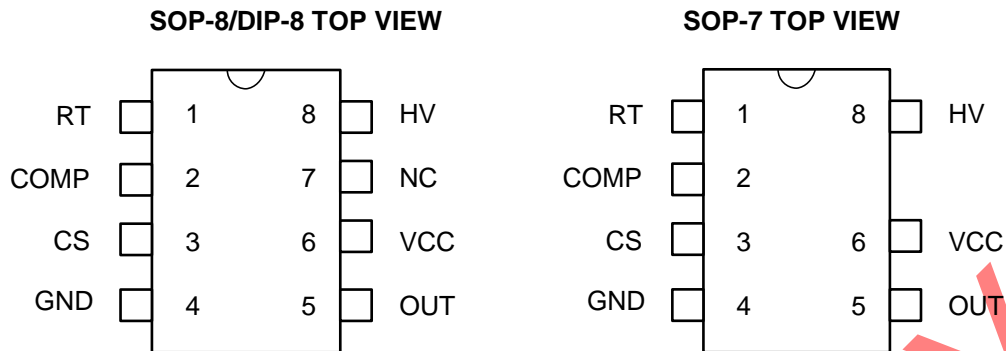 SOP-8/DIP-8 TOP VIEW
RT 1 8 HV
COMP 2 7 NC
CS 3 6 VCC
GND 4 5 OUT
SOP-7 TOP VIEW
RT 1 8 HV
COMP 2
CS 3 6 VCC
GND 4 5 OUT